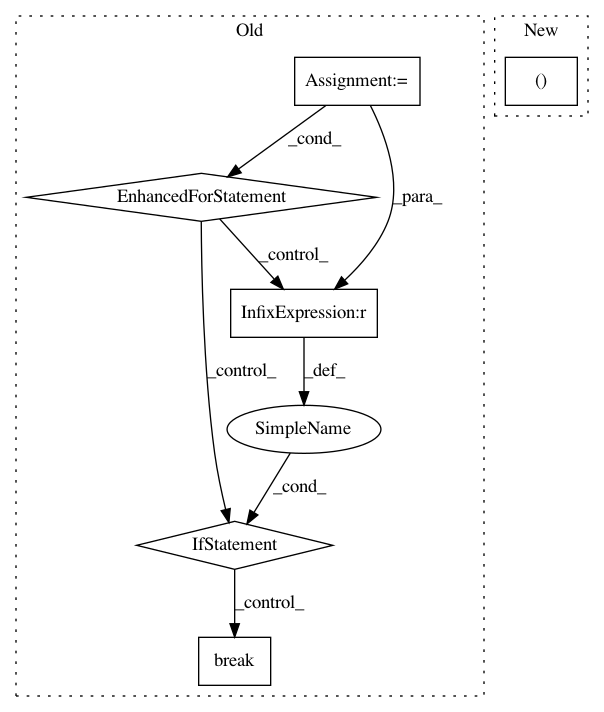 Old
New
Assignment:=
()
_cond_
EnhancedForStatement
_para_
_control_
InfixExpression:r
_control_
_def_
SimpleName
_cond_
IfStatement
_control_
break